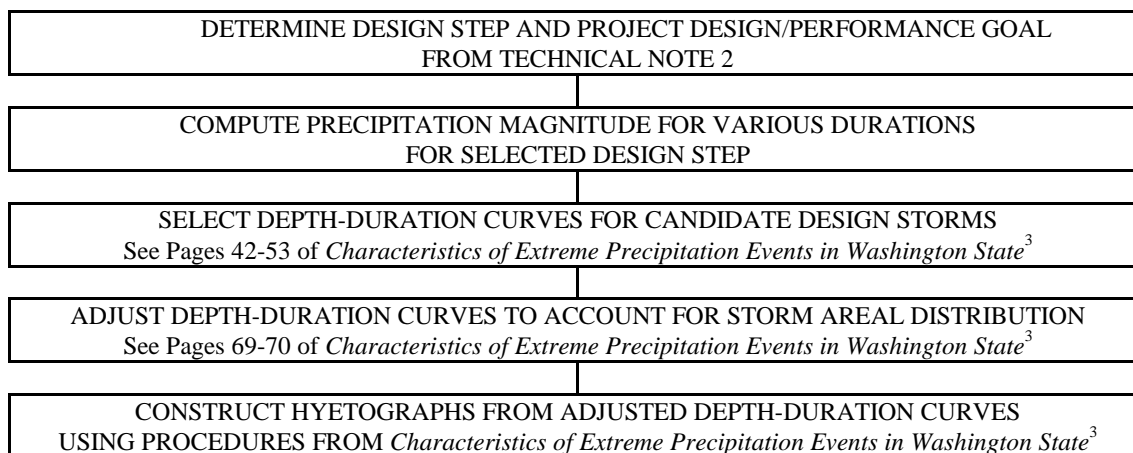 DETERMINE DESIGN STEP AND PROJECT DESIGN/PERFORMANCE GOAL
FROM TECHNICAL NOTE 2
COMPUTE PRECIPITATION MAGNITUDE FOR VARIOUS DURATIONS
FOR SELECTED DESIGN STEP
SELECT DEPTH-DURATION CURVES FOR CANDIDATE DESIGN STORMS
See Pages 42-53 of Characteristics of Extreme Precipitation Events in Washington State³
ADJUST DEPTH-DURATION CURVES TO ACCOUNT FOR STORM AREAL DISTRIBUTION
See Pages 69-70 of Characteristics of Extreme Precipitation Events in Washington State³
CONSTRUCT HYETOGRAPHS FROM ADJUSTED DEPTH-DURATION CURVES
USING PROCEDURES FROM Characteristics of Extreme Precipitation Events in Washington State³